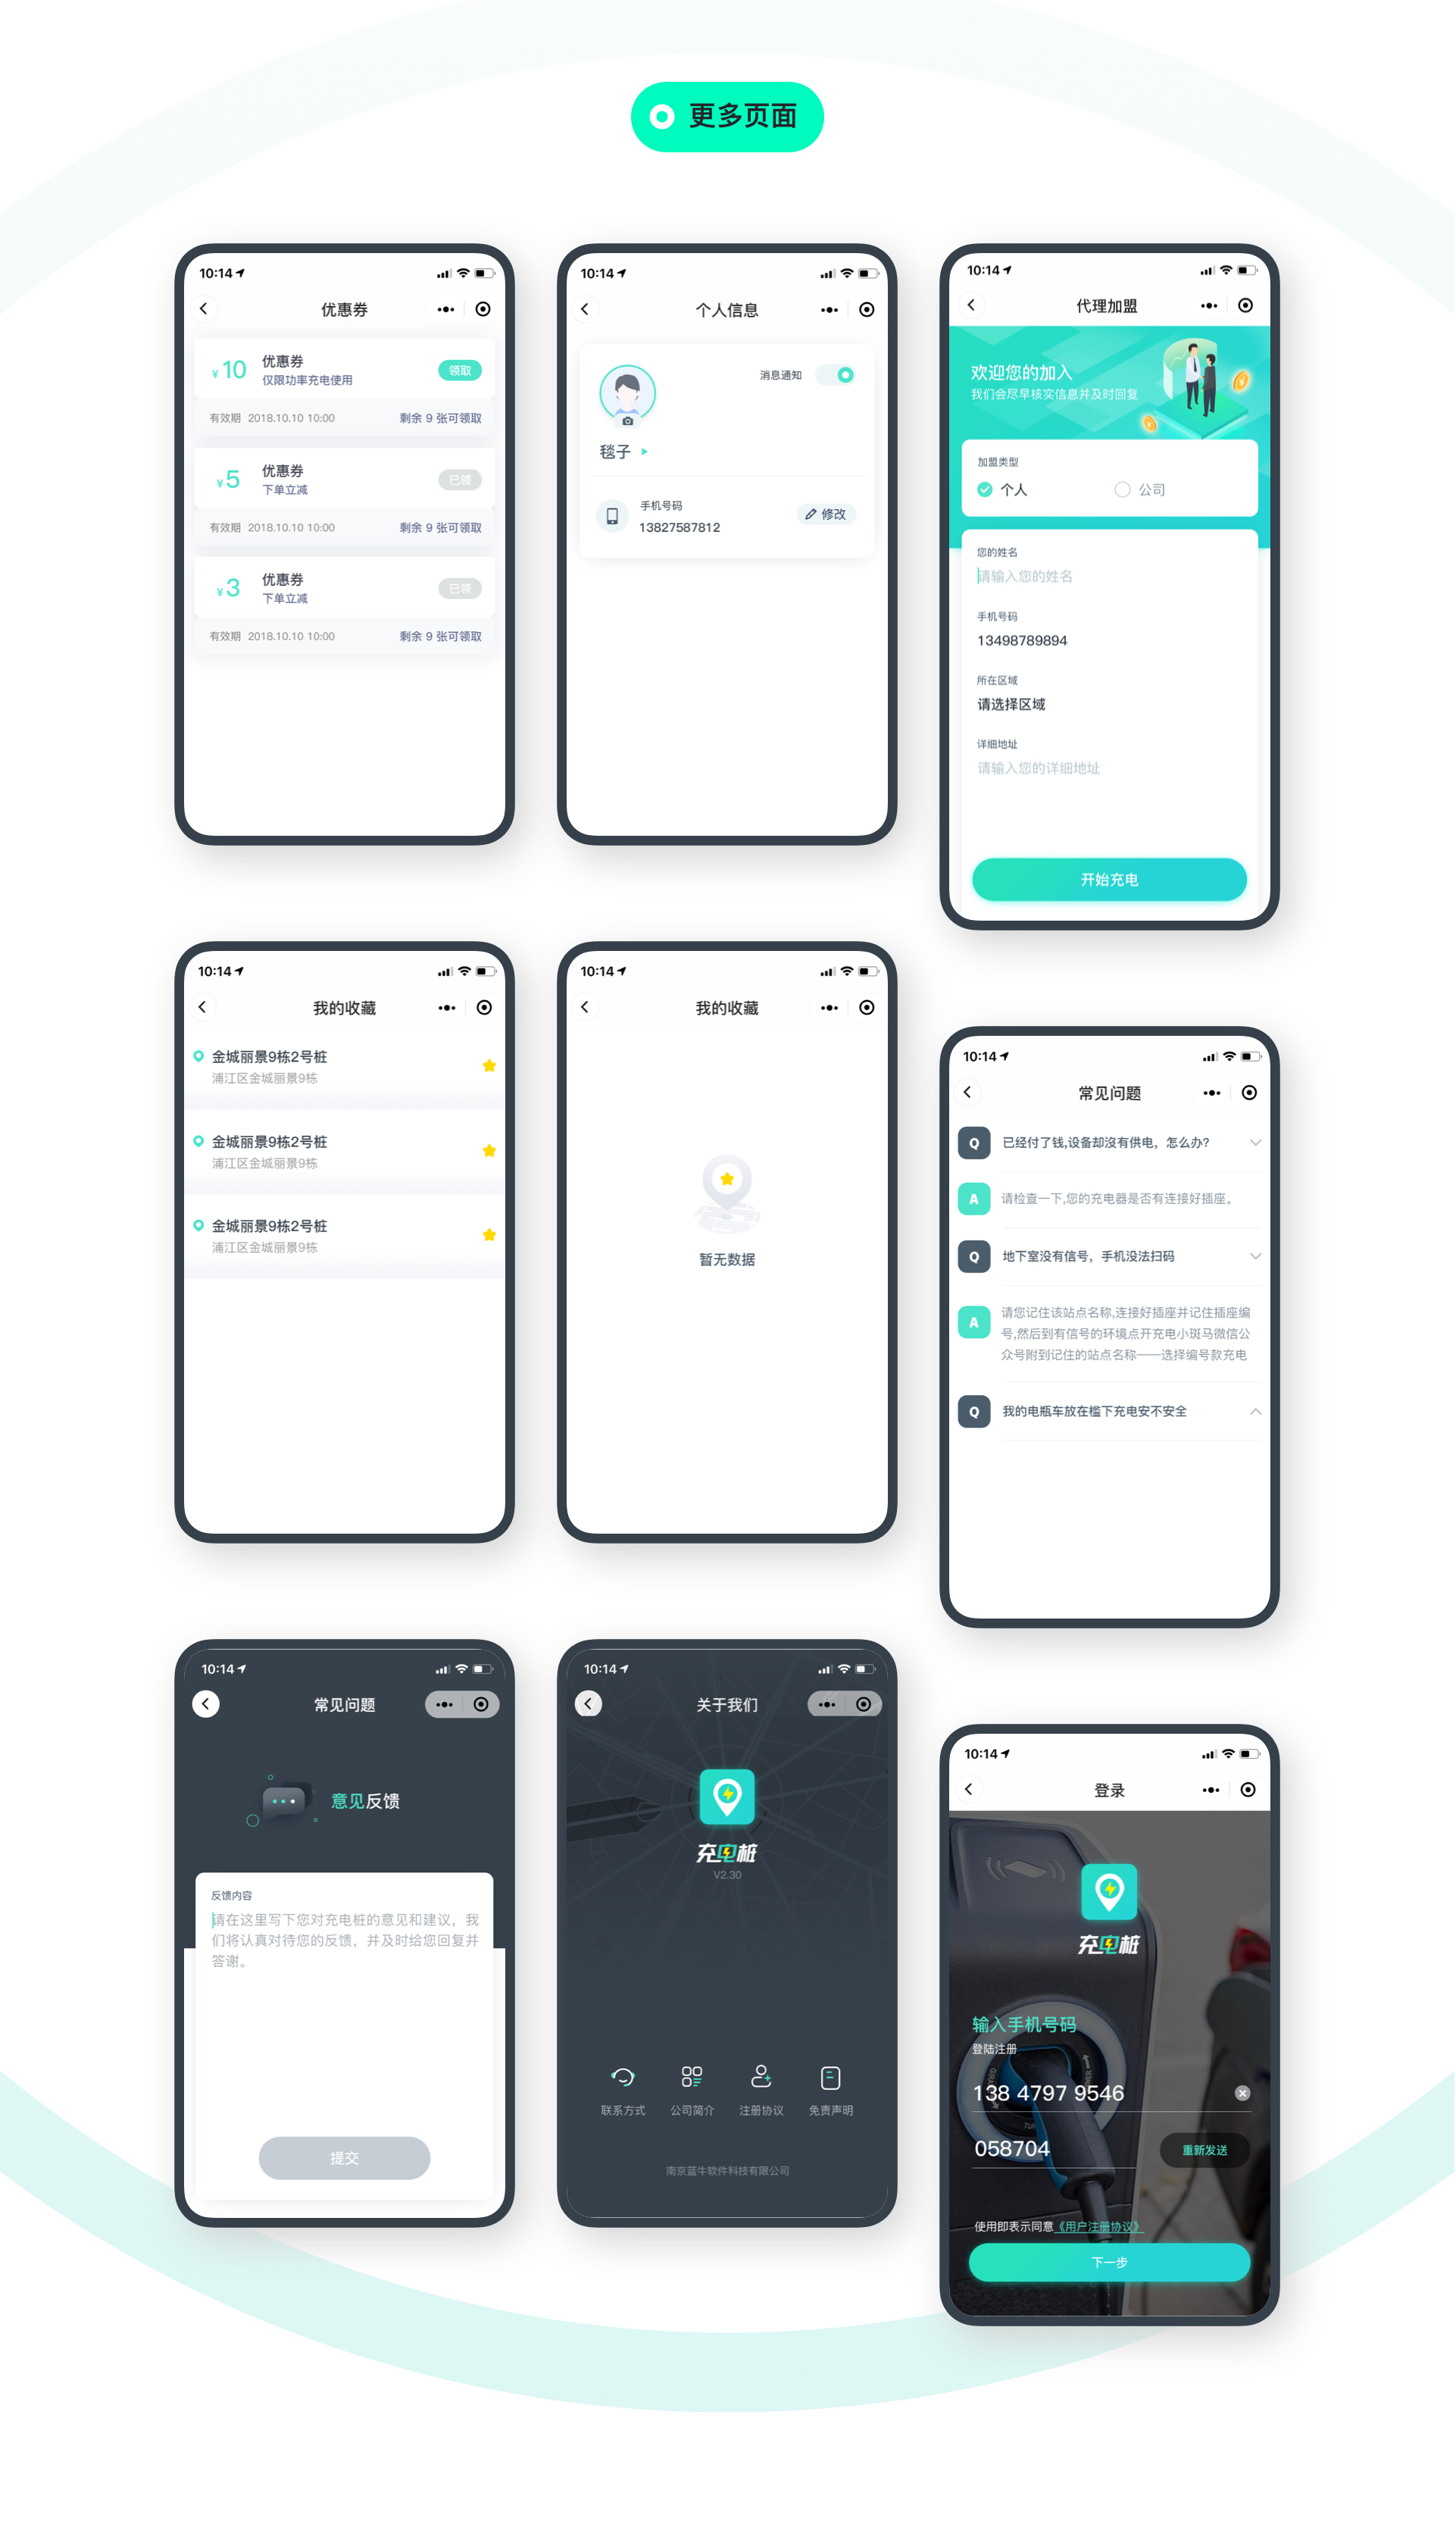 更多页面
10:14
优惠券
¥10
优惠券
仅限功率充电使用
领取
有效期 2018.10.10 10:00
剩余 9 张可领取
¥5
优惠券
下单立减
已领
有效期 2018.10.10 10:00
剩余 9 张可领取
¥3
优惠券
下单立减
已领
有效期 2018.10.10 10:00
剩余 9 张可领取
10:14
个人信息
消息通知
毯子
手机号码
13827587812
修改
10:14
代理加盟
欢迎您的加入
我们会尽早核实信息并及时回复
加盟类型
个人
公司
您的姓名
请输入您的姓名
手机号码
13498789894
所在区域
请选择区域
详细地址
请输入您的详细地址
开始充电
10:14
我的收藏
金城丽景9栋2号桩
浦江区金城丽景9栋
金城丽景9栋2号桩
浦江区金城丽景9栋
金城丽景9栋2号桩
浦江区金城丽景9栋
10:14
我的收藏
暂无数据
10:14
常见问题
Q
已经付了钱,设备却沒有供电，怎么办?
A
请检查一下,您的充电器是否有连接好插座。
Q
地下室没有信号，手机没法扫码
A
请您记住该站点名称,连接好插座并记住插座编
号,然后到有信号的环境点开充电小斑马微信公
众号附到记住的站点名称——选择编号款充电
Q
我的电瓶车放在槛下充电安不安全
10:14
常见问题
意见反馈
反馈内容
请在这里写下您对充电桩的意见和建议，我
们将认真对待您的反馈，并及时给您回复并
答谢。
提交
10:14
关于我们
充电桩
V2.30
联系方式
公司简介
注册协议
免责声明
南京蓝牛软件科技有限公司
10:14
登录
充电桩
输入手机号码
登陆注册
138 4797 9546
058704
重新发送
使用即表示同意《用户注册协议》
下一步